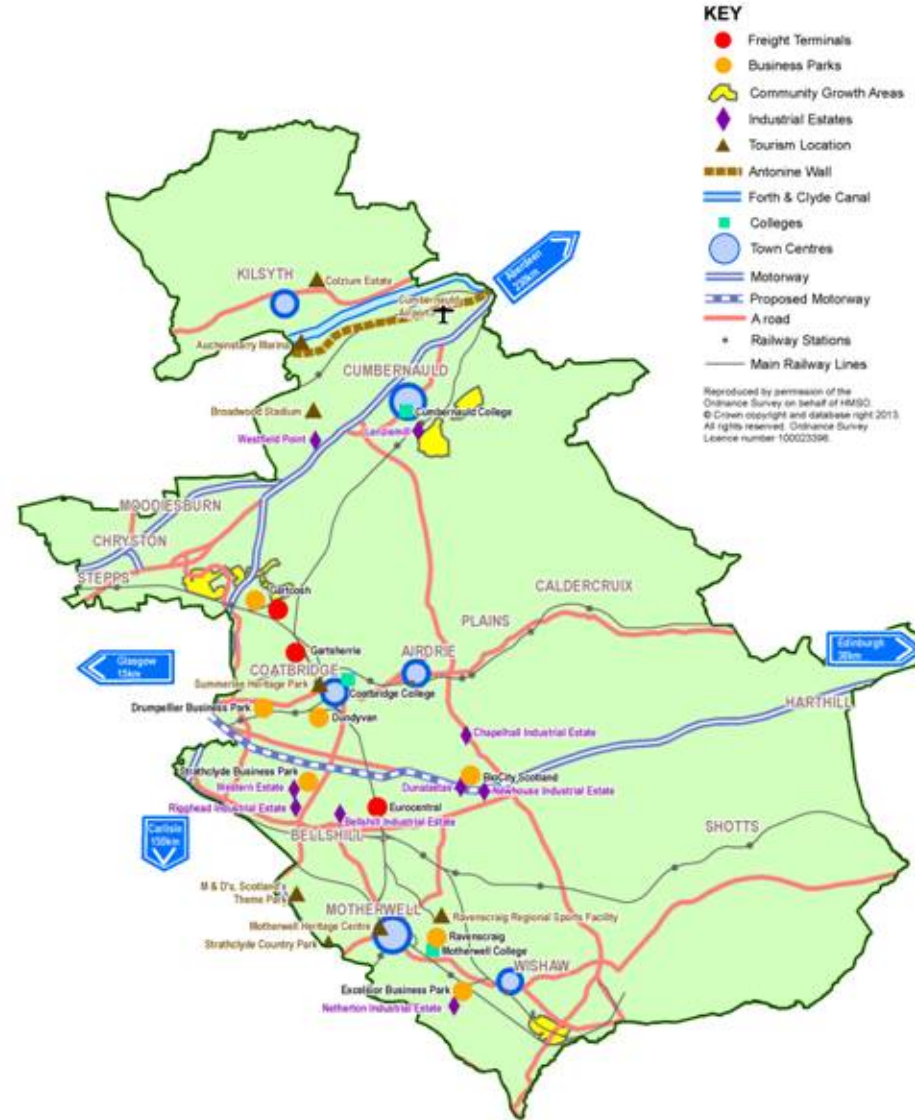 KEY
Freight Terminals
Business Parks
Community Growth Areas
Industrial Estates
Tourism Location
Antonine Wall
Forth & Clyde Canal
Colleges
Town Centres
Motorway
Proposed Motorway
A road
Railway Stations
Main Railway Lines
Reproduced by permission of the
Ordnance Survey on behalf of HMSO.
© Crown copyright and database right 2013.
All rights reserved. Ordnance Survey
Licence number 100023396.
Aberdeen
KILSYTH
Colzium Estate
Cumbernauld
Airport
Auchenstarry Marina
CUMBERNAULD
Broadwood Stadium
Cumbernauld College
Westfield Point
Lenziemill
MOODIESBURN
CHRYSTON
STEPPS
Gartcosh
CALDERCRUIX
PLAINS
Gartsherrie
AIRDRIE
Glasgow
15km
Edinburgh
COATBRIDGE
Summerlee Heritage Park
Coatbridge College
Drumpellier Business Park
Dundyvan
HARTHILL
Chapelhall Industrial Estate
Strathclyde Business Park
BioCity Scotland
Western Estate
Newhouse Industrial Estate
Righead Industrial Estate
Eurocentral
Bellshill Industrial Estate
Carlisle
BELLSHILL
SHOTTS
M & D's, Scotland's
Theme Park
MOTHERWELL
Ravenscraig Regional Sports Facility
Motherwell Heritage Centre
Ravenscraig
Strathclyde Country Park
Motherwell College
WISHAW
Excelsior Business Park
Netherton Industrial Estate